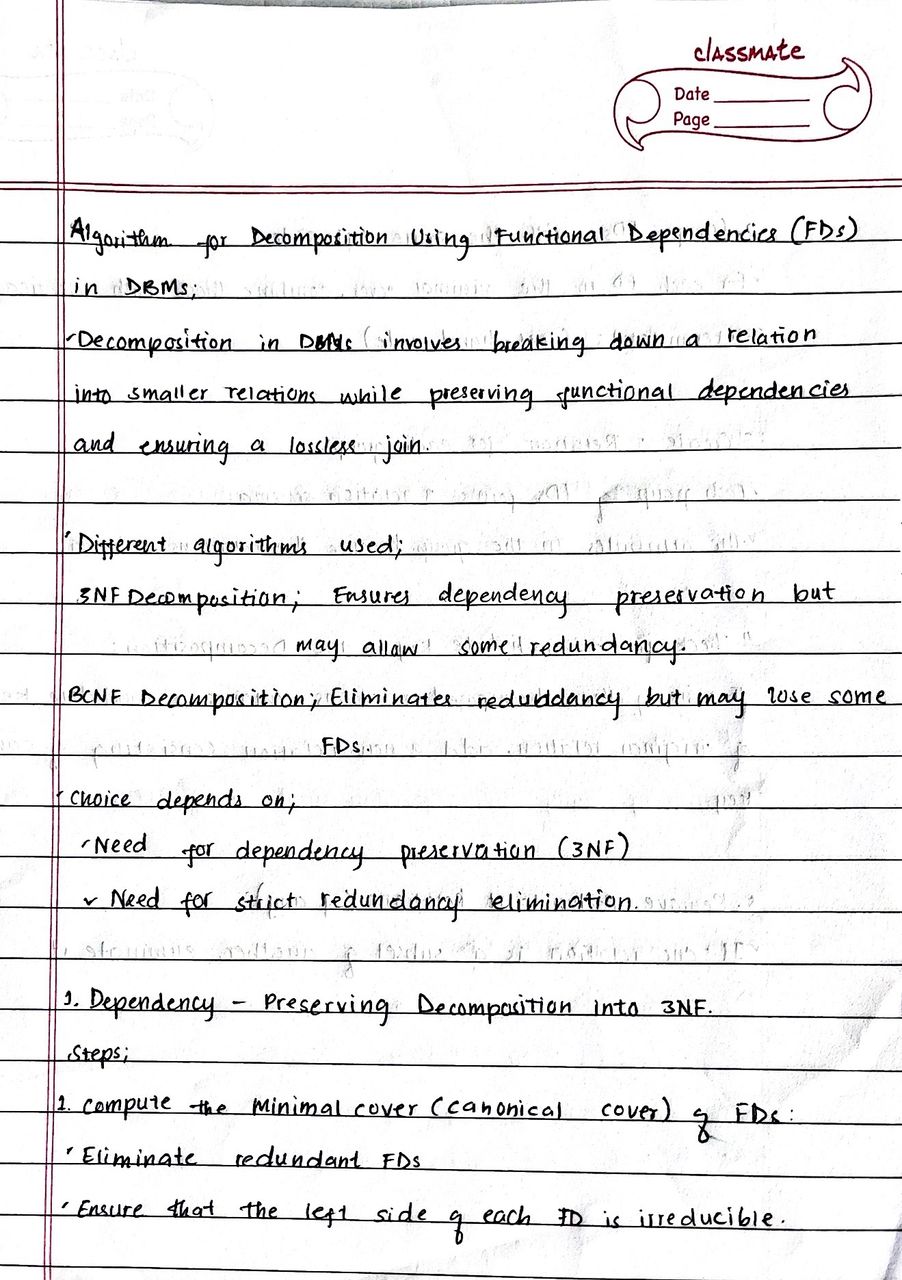 classmate
Date
Page
Algorithm for Decomposition Using Functional Dependencies (FDs)
in DBMs;
Decomposition in DBMs involves breaking down a relation
into smaller relations while preserving functional dependencies
and ensuring a lossless join.
Different algorithms used;
3NF Decomposition; Ensures dependency preservation but
may allow some redundancy.
BCNF Decomposition; Eliminates reduddancy but may lose some
FDs.
Choice depends on;
Need for dependency preservation (3NF)
✓ Need for strict redundancy elimination.
1. Dependency - Preserving Decomposition into 3NF.
Steps;
1. Compute the Minimal cover (canonical cover) of FDs:
Eliminate redundant FDs
Ensure that the left side of each FD is irreducible.